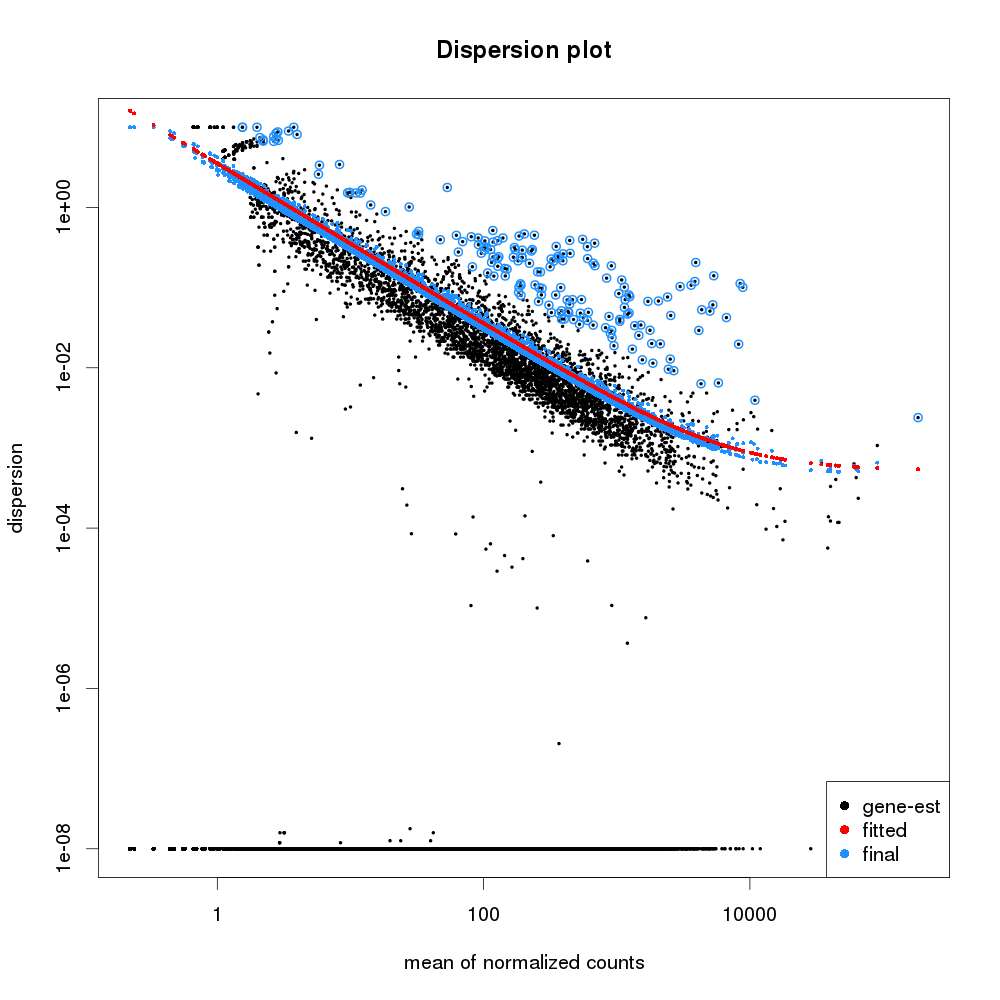 Dispersion plot
dispersion
1e+00
1e-02
1e-04
1e-06
1e-08
1
100
10000
mean of normalized counts
gene-est
fitted
final